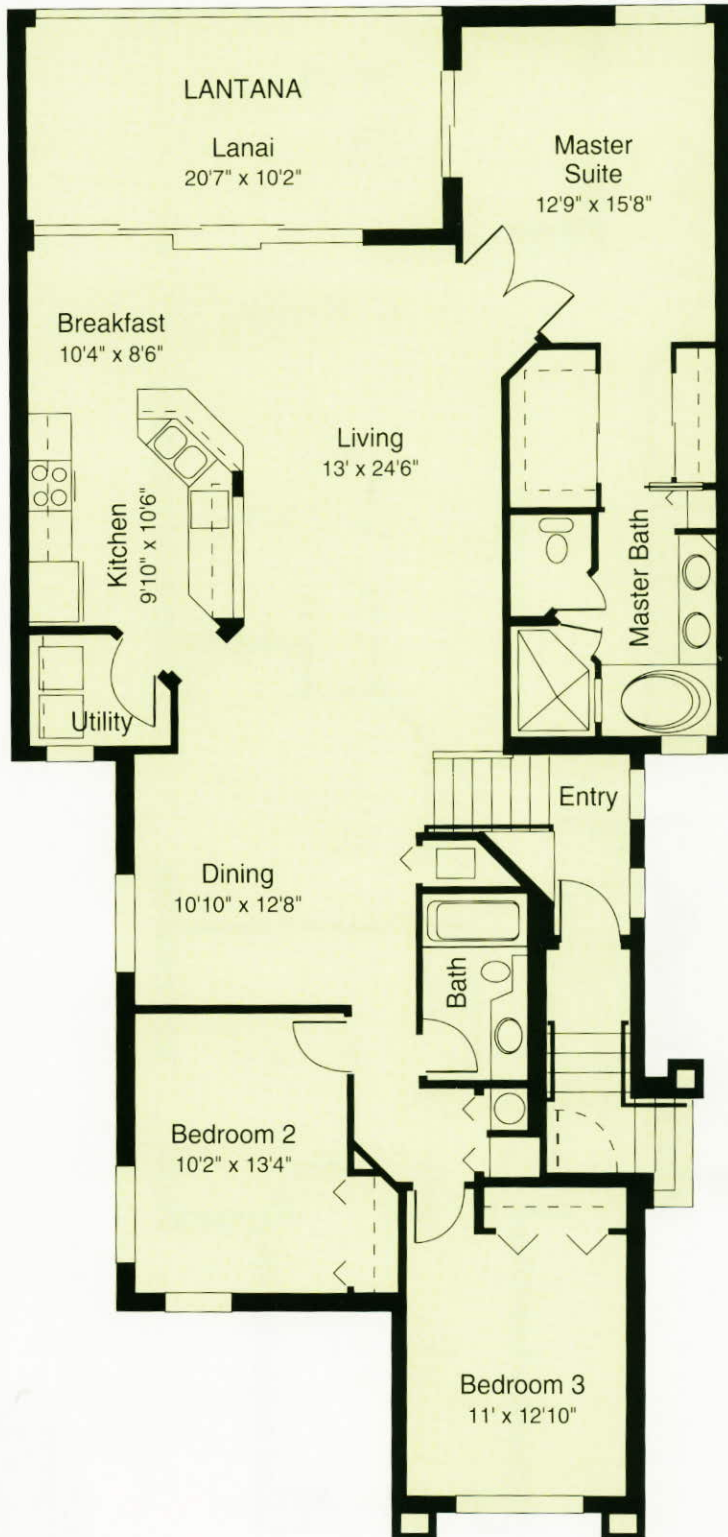 LANTANA
Lanai
20'7" x 10'2"
Master
Suite
12'9" x 15'8"
Breakfast
10'4" x 8'6"
Living
13' x 24'6"
Kitchen
9'10" x 10'6"
Master Bath
Utility
Entry
Dining
10'10" x 12'8"
Bath
Bedroom 2
10'2" x 13'4"
Bedroom 3
11' x 12'10"